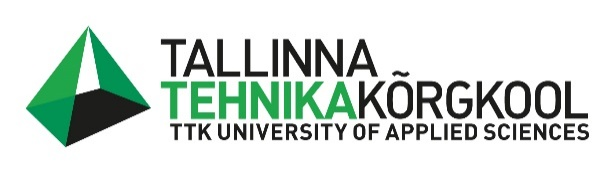 TALLINNA
TEHNIKAKÕRGKOOL
TTK UNIVERSITY OF APPLIED SCIENCES